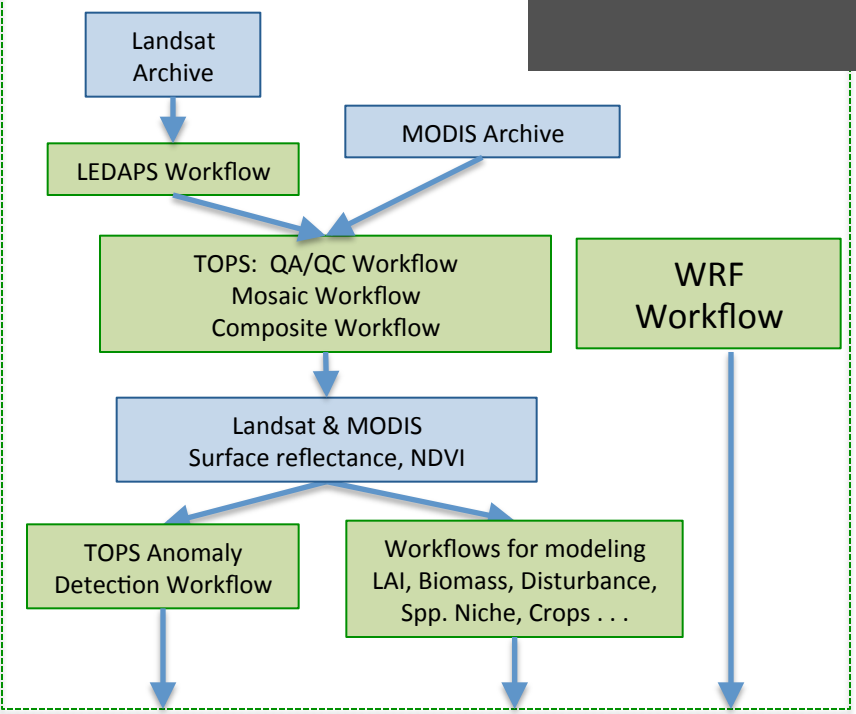 Landsat
Archive
MODIS Archive
LEDAPS Workflow
TOPS: QA/QC Workflow
Mosaic Workflow
Composite Workflow
WRF
Workflow
Landsat & MODIS
Surface reflectance, NDVI
TOPS Anomaly
Detection Workflow
Workflows for modeling
LAI, Biomass, Disturbance,
Spp. Niche, Crops . . .